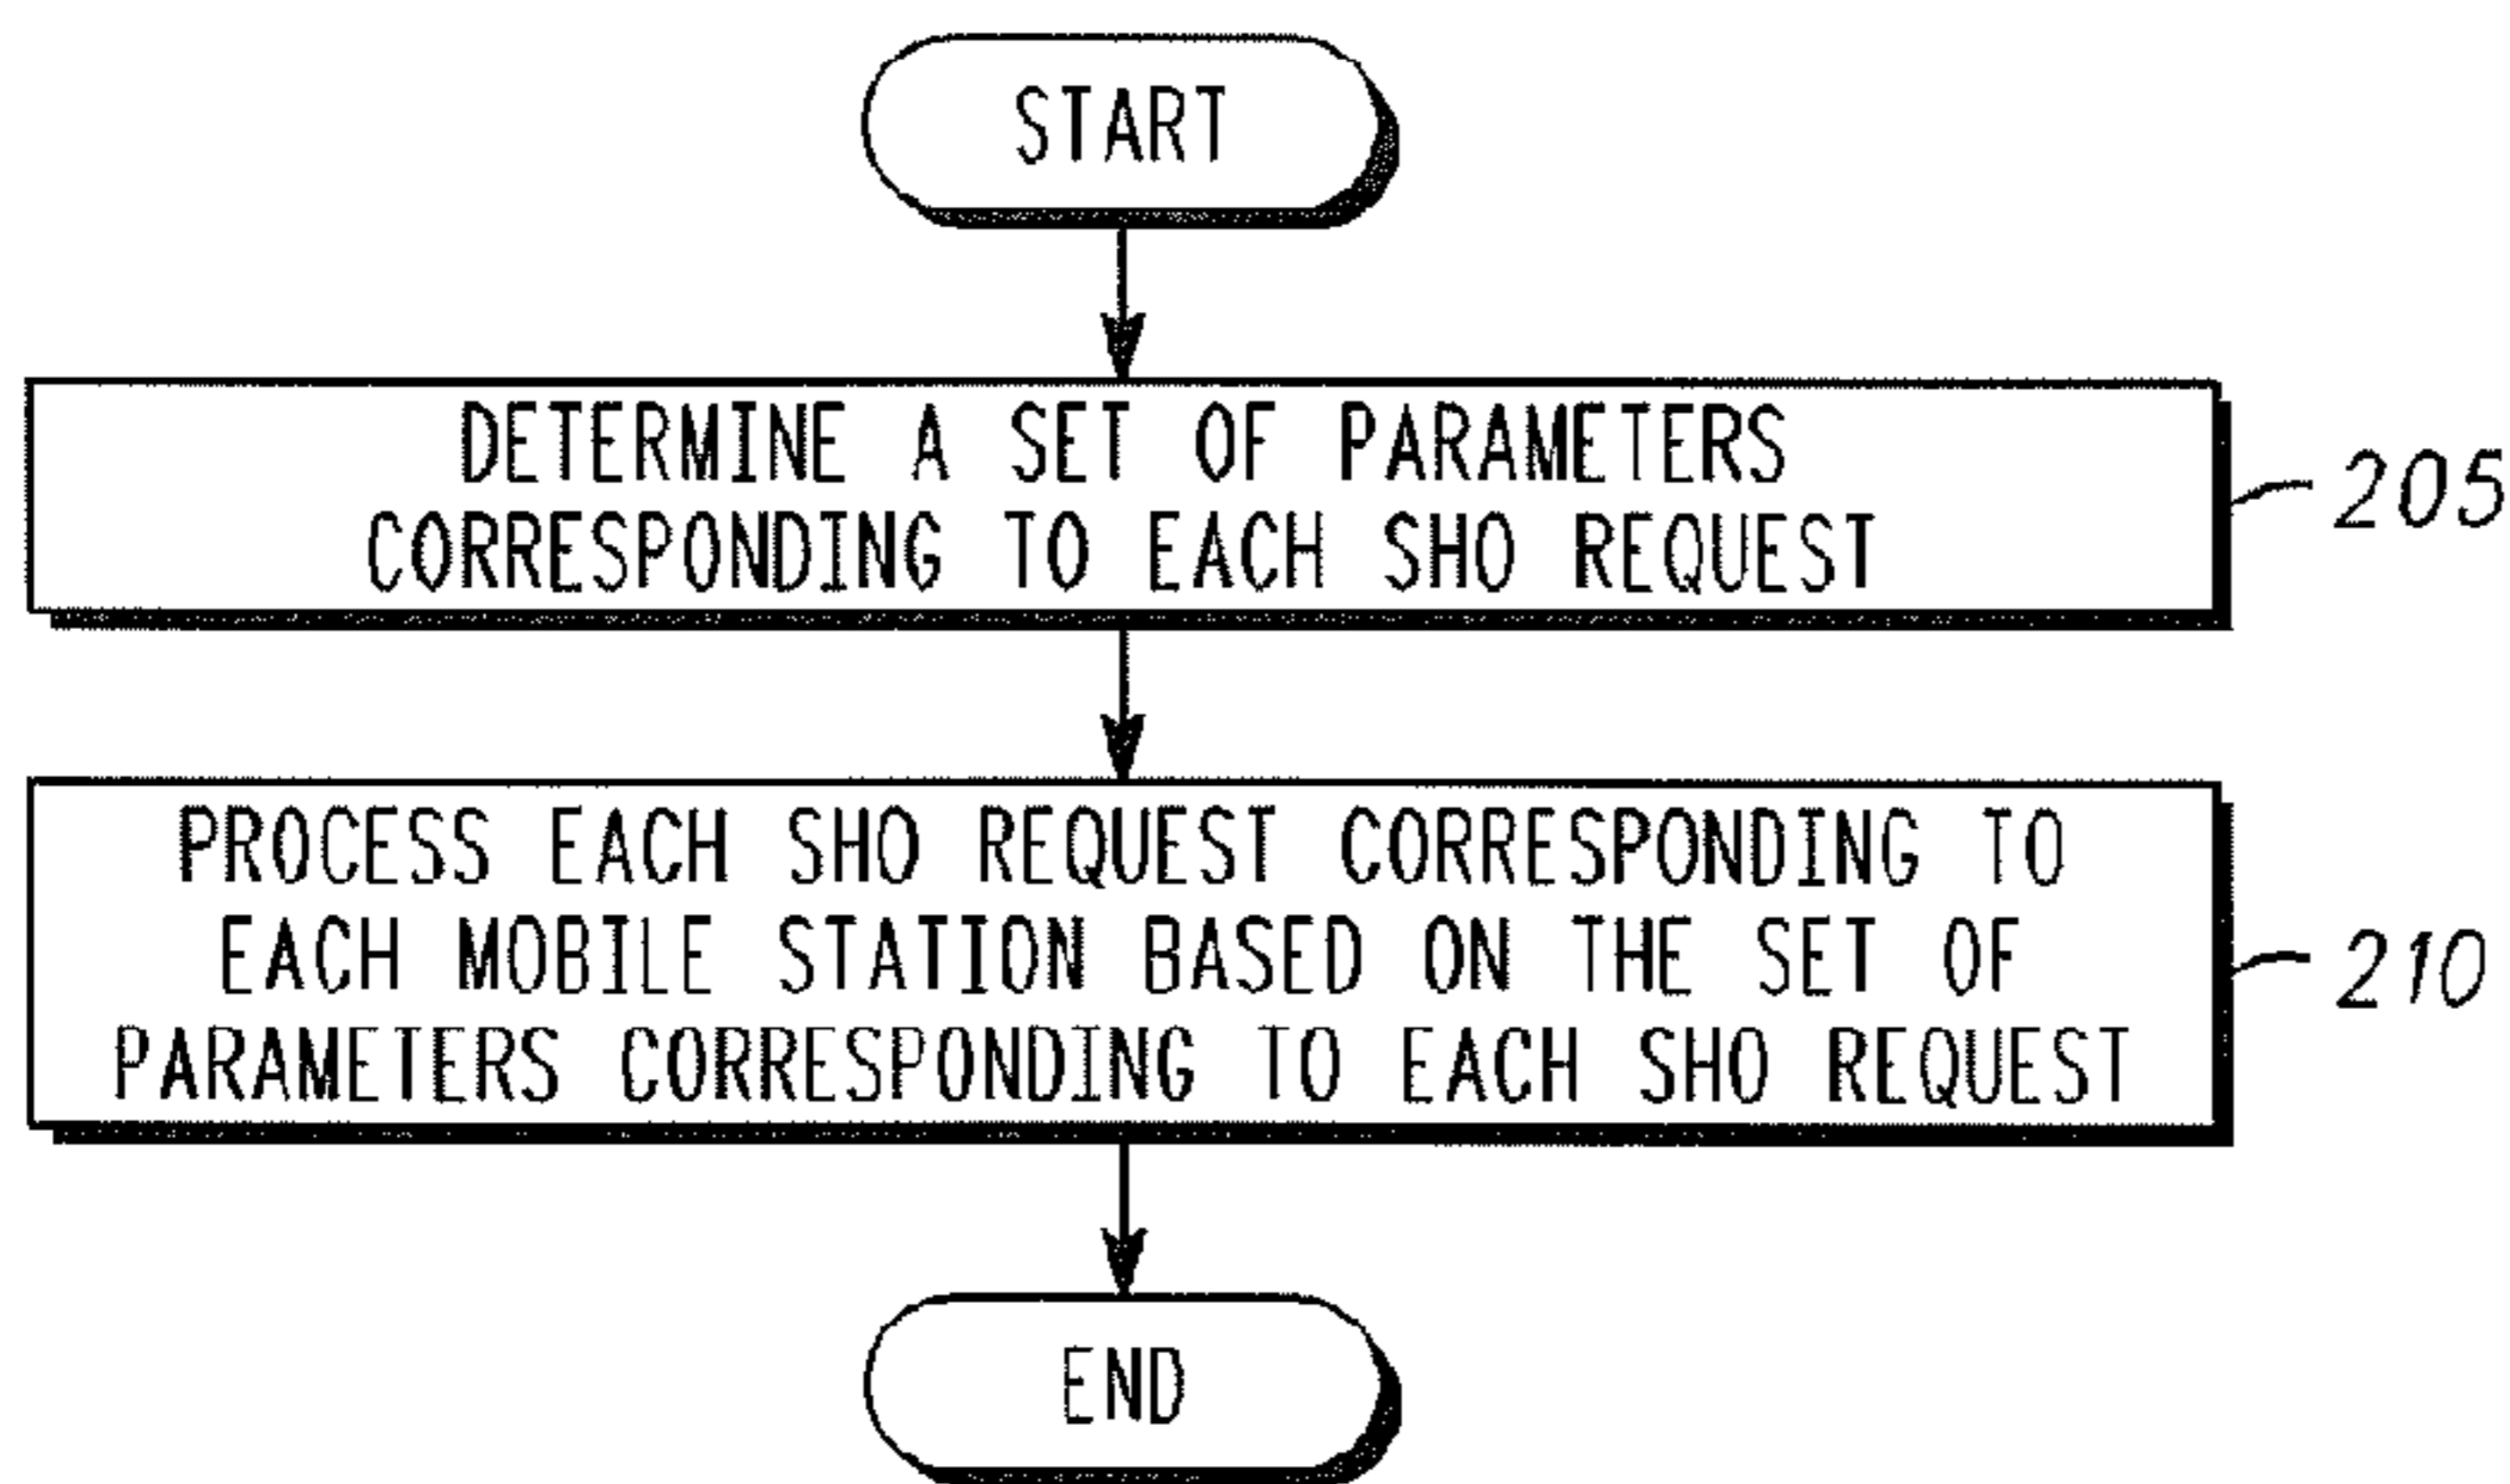 START
DETERMINE A SET OF PARAMETERS
CORRESPONDING TO EACH SHO REQUEST
205
PROCESS EACH SHO REQUEST CORRESPONDING TO
EACH MOBILE STATION BASED ON THE SET OF
PARAMETERS CORRESPONDING TO EACH SHO REQUEST
210
END